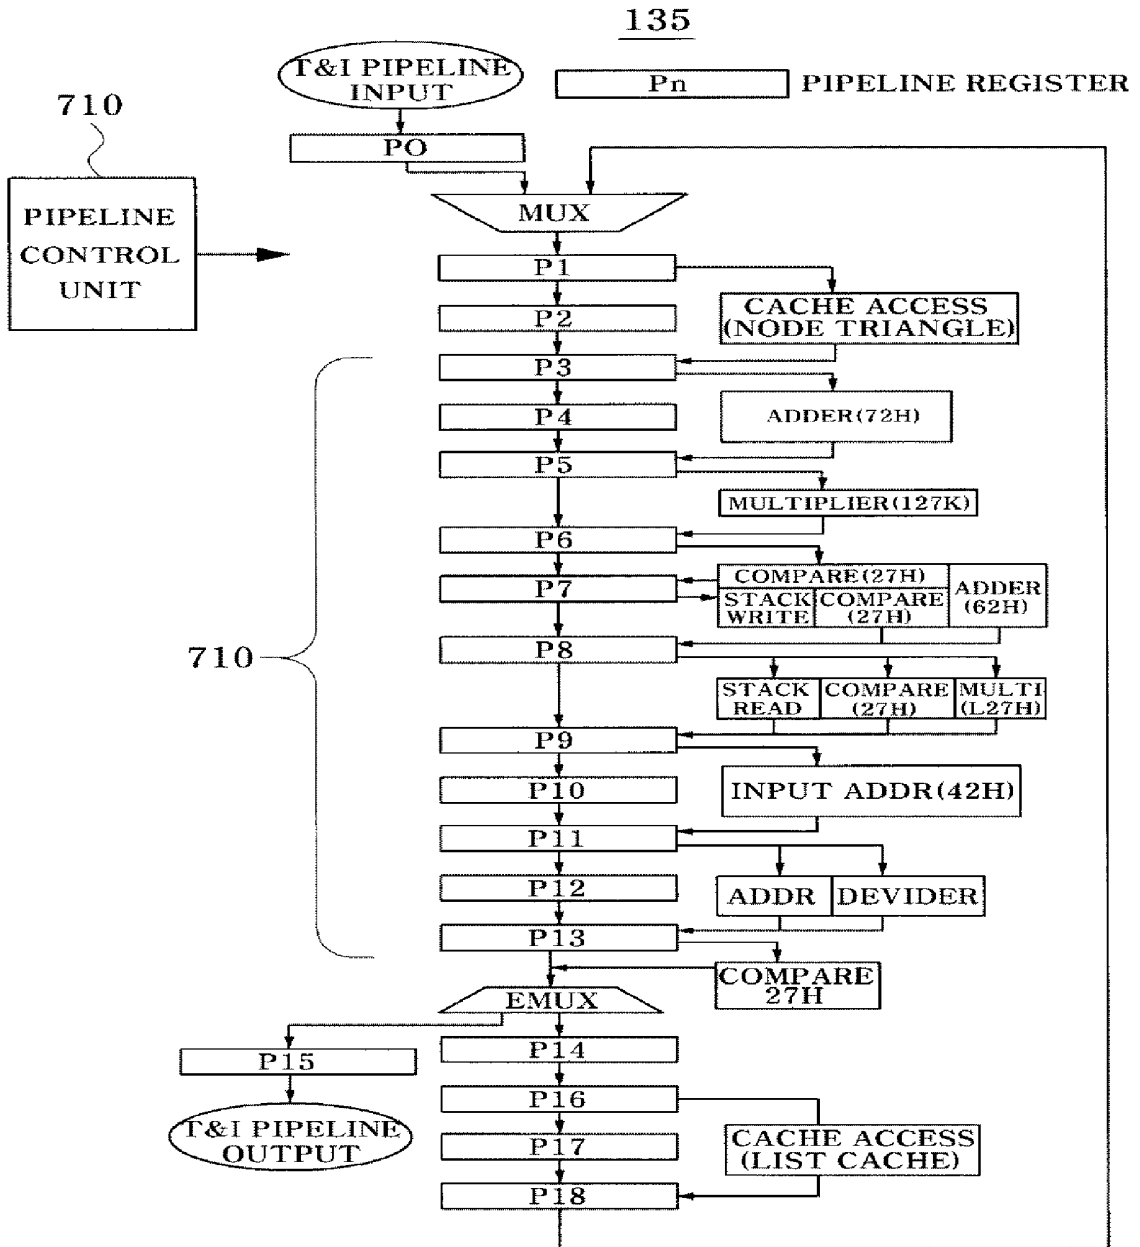 135
T&I PIPELINE
INPUT
Pn
PIPELINE REGISTER
710
PO
PIPELINE
CONTROL
UNIT
MUX
P1
CACHE ACCESS
(NODE TRIANGLE)
P2
P3
P4
ADDER(72H)
P5
MULTIPLIER(127K)
P6
COMPARE(27H)
ADDER
(62H)
P7
STACK
WRITE
COMPARE
(27H)
710
P8
STACK
READ
COMPARE
(27H)
MULTI
(L27H)
P9
P10
INPUT ADDR(42H)
P11
P12
ADDR
DEVIDER
P13
COMPARE
27H
EMUX
P15
P14
T&I PIPELINE
OUTPUT
P16
P17
CACHE ACCESS
(LIST CACHE)
P18